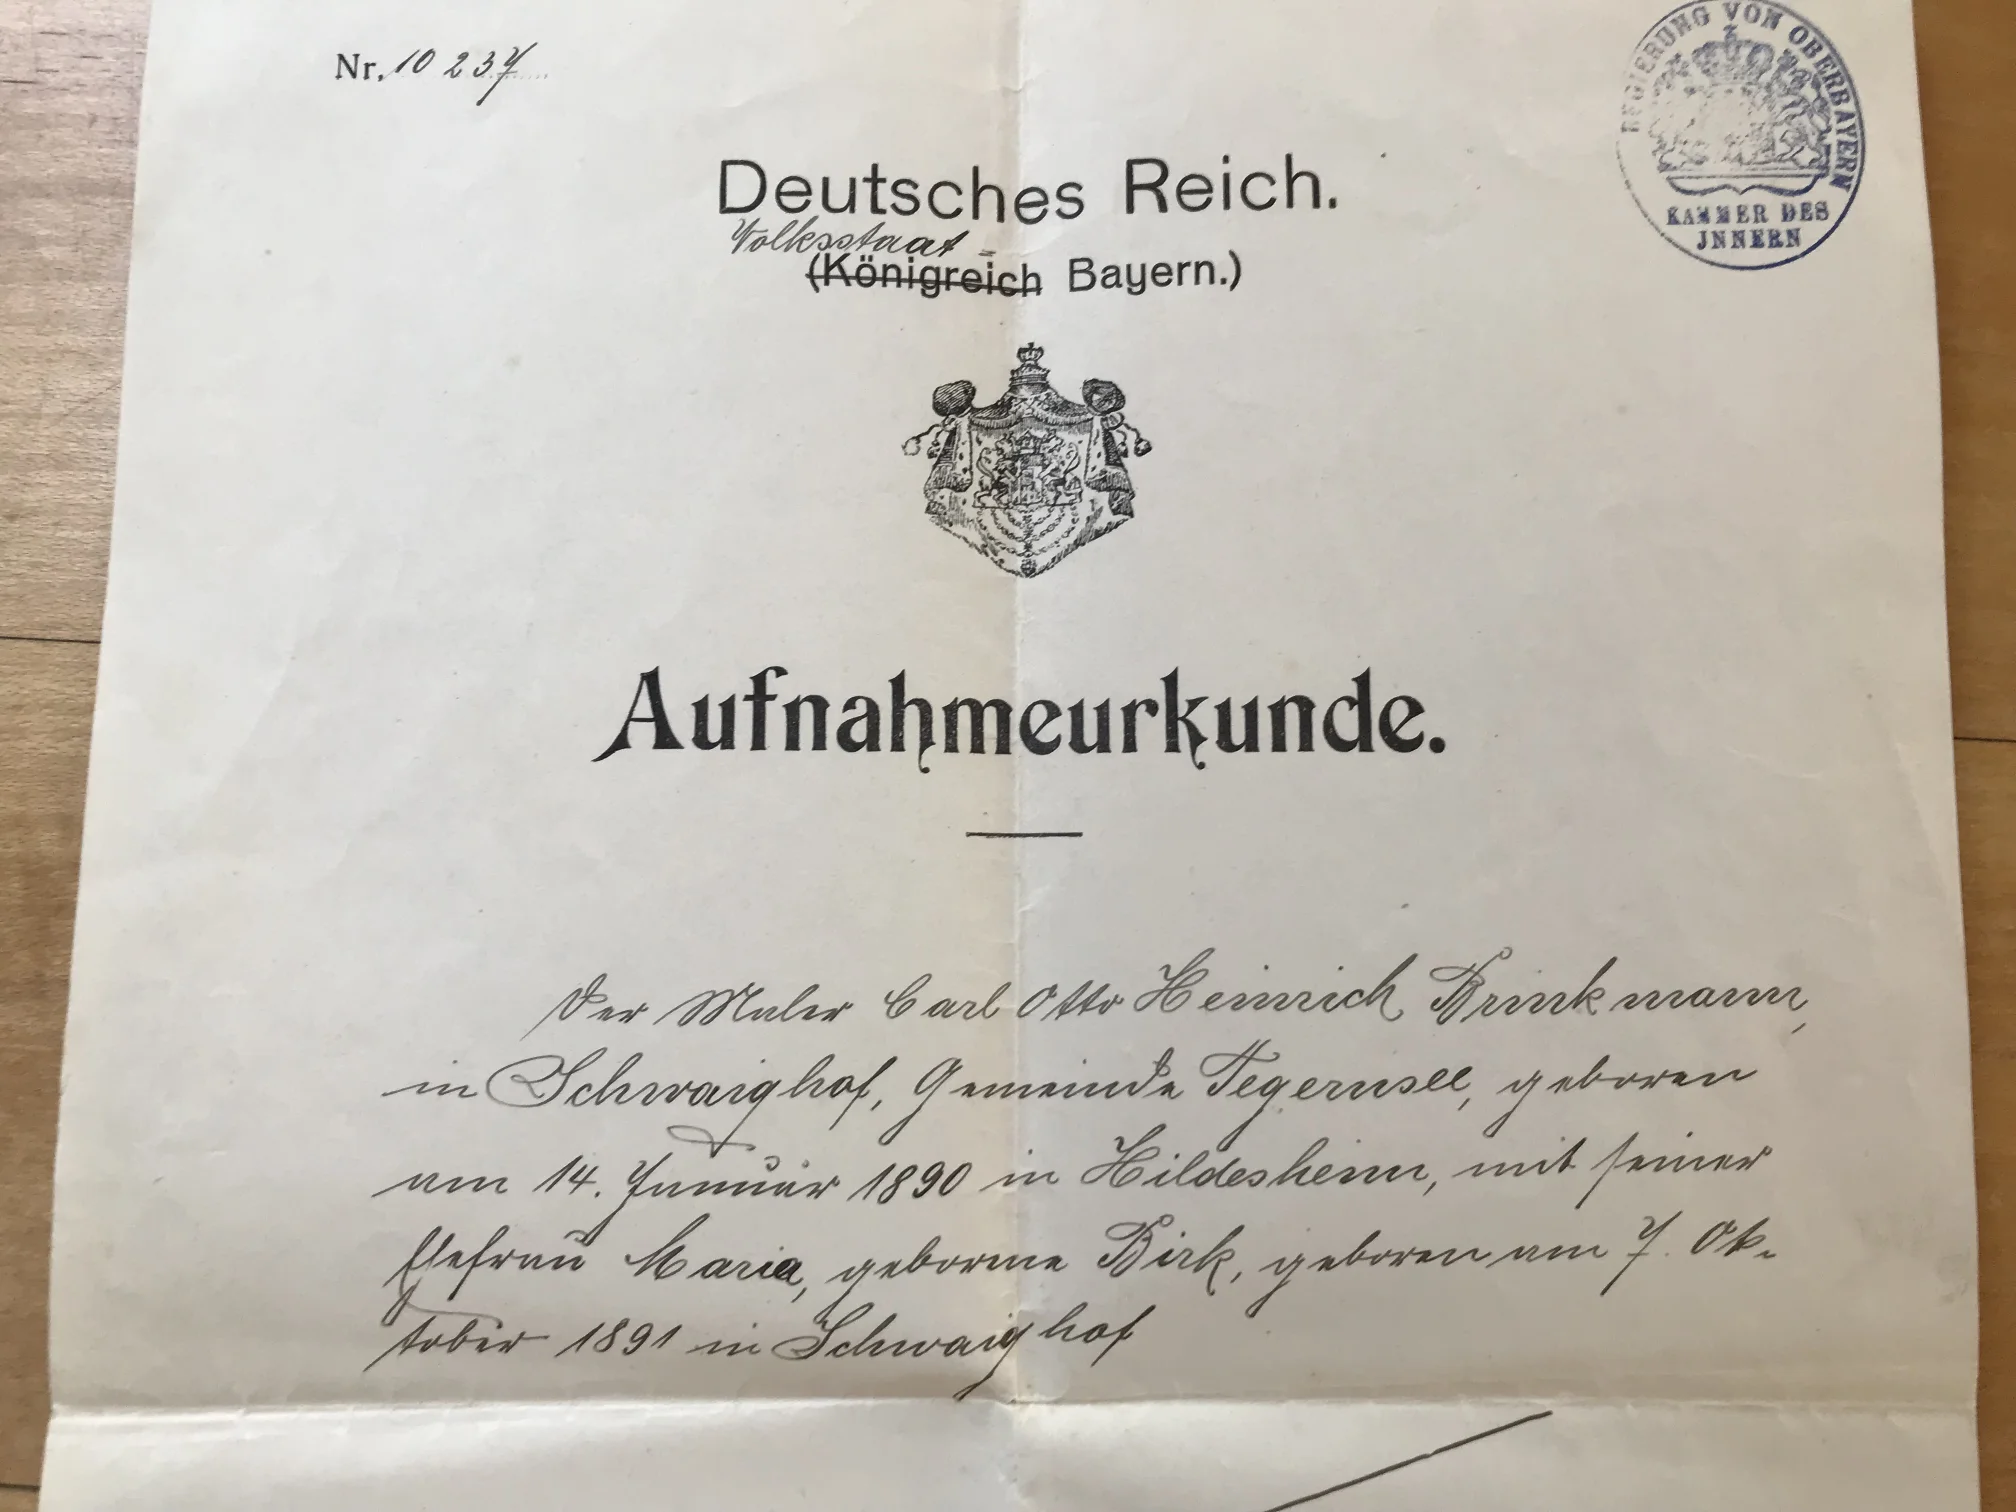 Nr. 10 237
REGIERUNG VON OBERBAYERN
KAMMER DES
JNNERN
Deutsches Reich.
Volksstaat
(Königreich Bayern.)
Aufnahmeurkunde.
Der Maler Carl Otto Heinrich Brinkmann,
in Schwaighof, Gemeinde Tegernsee, geboren
am 14. Januar 1890 in Hildesheim, mit seiner
Ehefrau Maria, geborene Birk, geboren am 7. Ok-
tober 1891 in Schwaighof